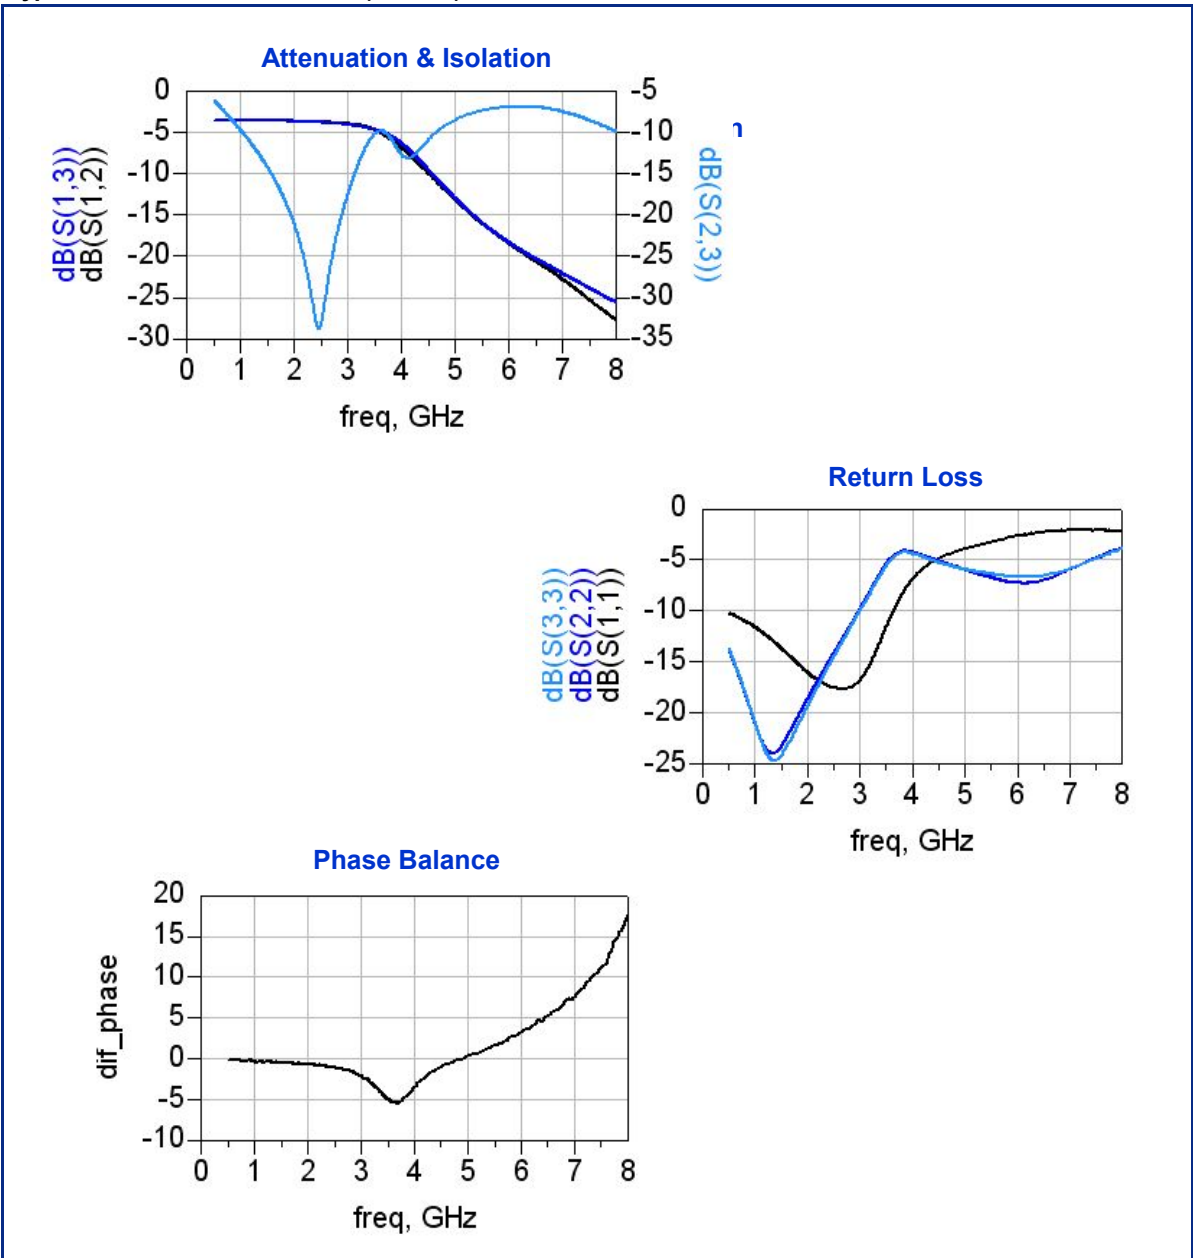 Attenuation & Isolation
0
-5
-10
-15
-20
-25
-30
-5
-10
-15
-20
-25
-30
-35
dB(S(1,3))
dB(S(1,2))
dB(S(2,3))
n
0 1 2 3 4 5 6 7 8
freq, GHz
Return Loss
0
-5
-10
-15
-20
-25
dB(S(3,3))
dB(S(2,2))
dB(S(1,1))
0 1 2 3 4 5 6 7 8
freq, GHz
Phase Balance
20
15
10
5
0
-5
-10
dif_phase
0 1 2 3 4 5 6 7 8
freq, GHz